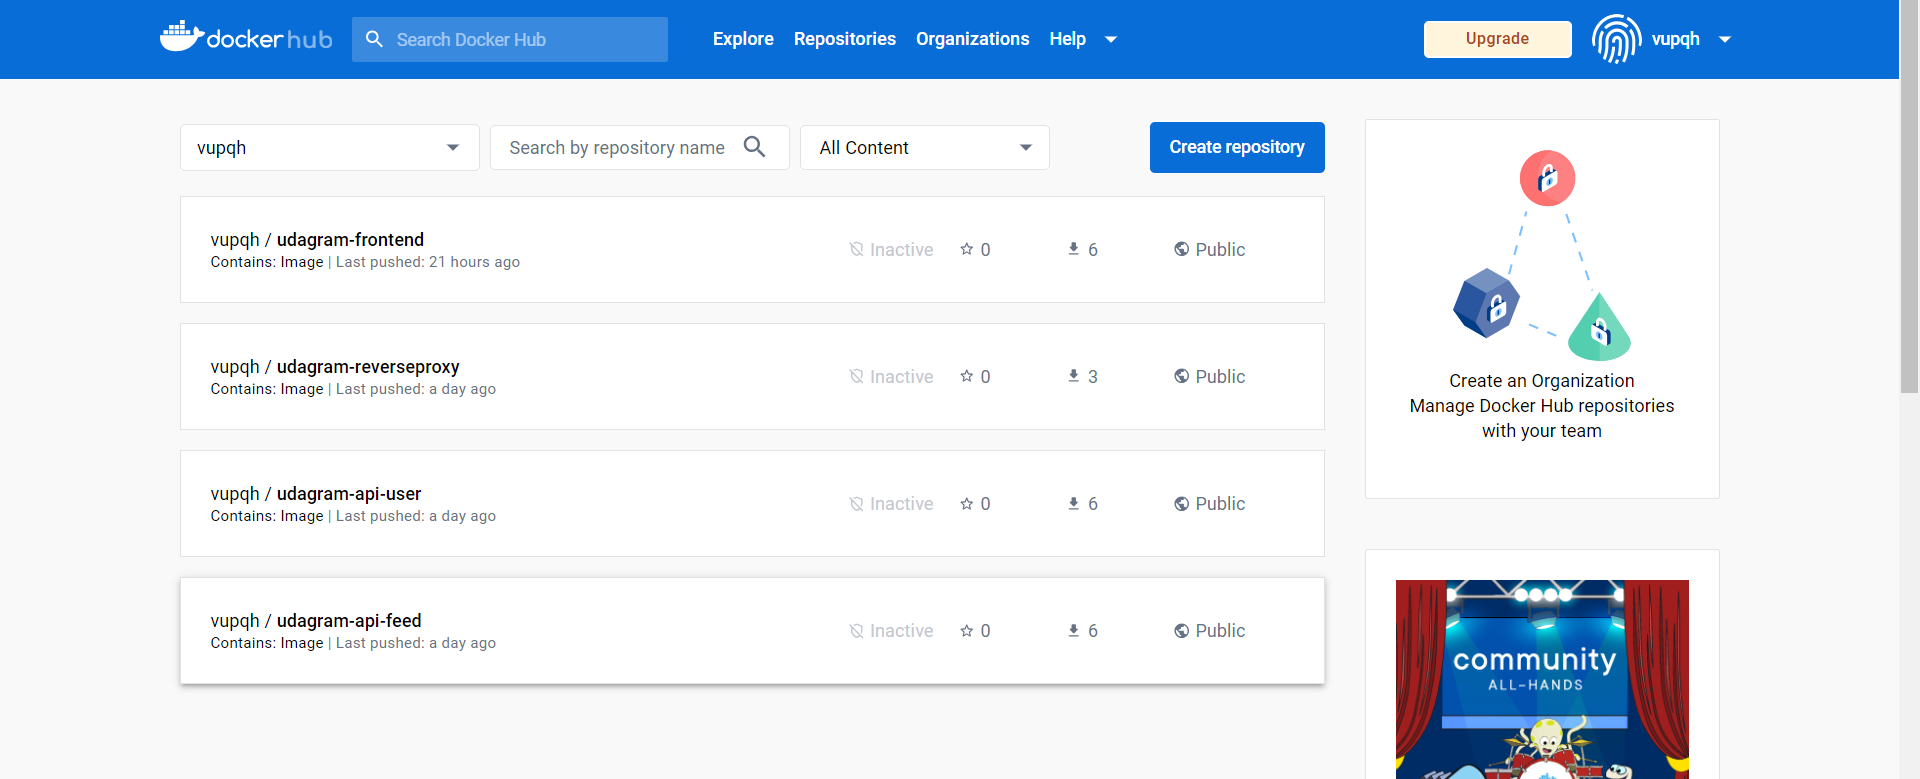 docker hub
Search Docker Hub
Explore Repositories Organizations Help
Upgrade
vupqh
vupqh
Search by repository name
All Content
Create repository
vupqh / udagram-frontend
Contains: Image | Last pushed: 21 hours ago
Inactive 0 6 Public
vupqh / udagram-reverseproxy
Contains: Image | Last pushed: a day ago
Inactive 0 3 Public
vupqh / udagram-api-user
Contains: Image | Last pushed: a day ago
Inactive 0 6 Public
vupqh / udagram-api-feed
Contains: Image | Last pushed: a day ago
Inactive 0 6 Public
Create an Organization
Manage Docker Hub repositories
with your team
community
ALL-HANDS